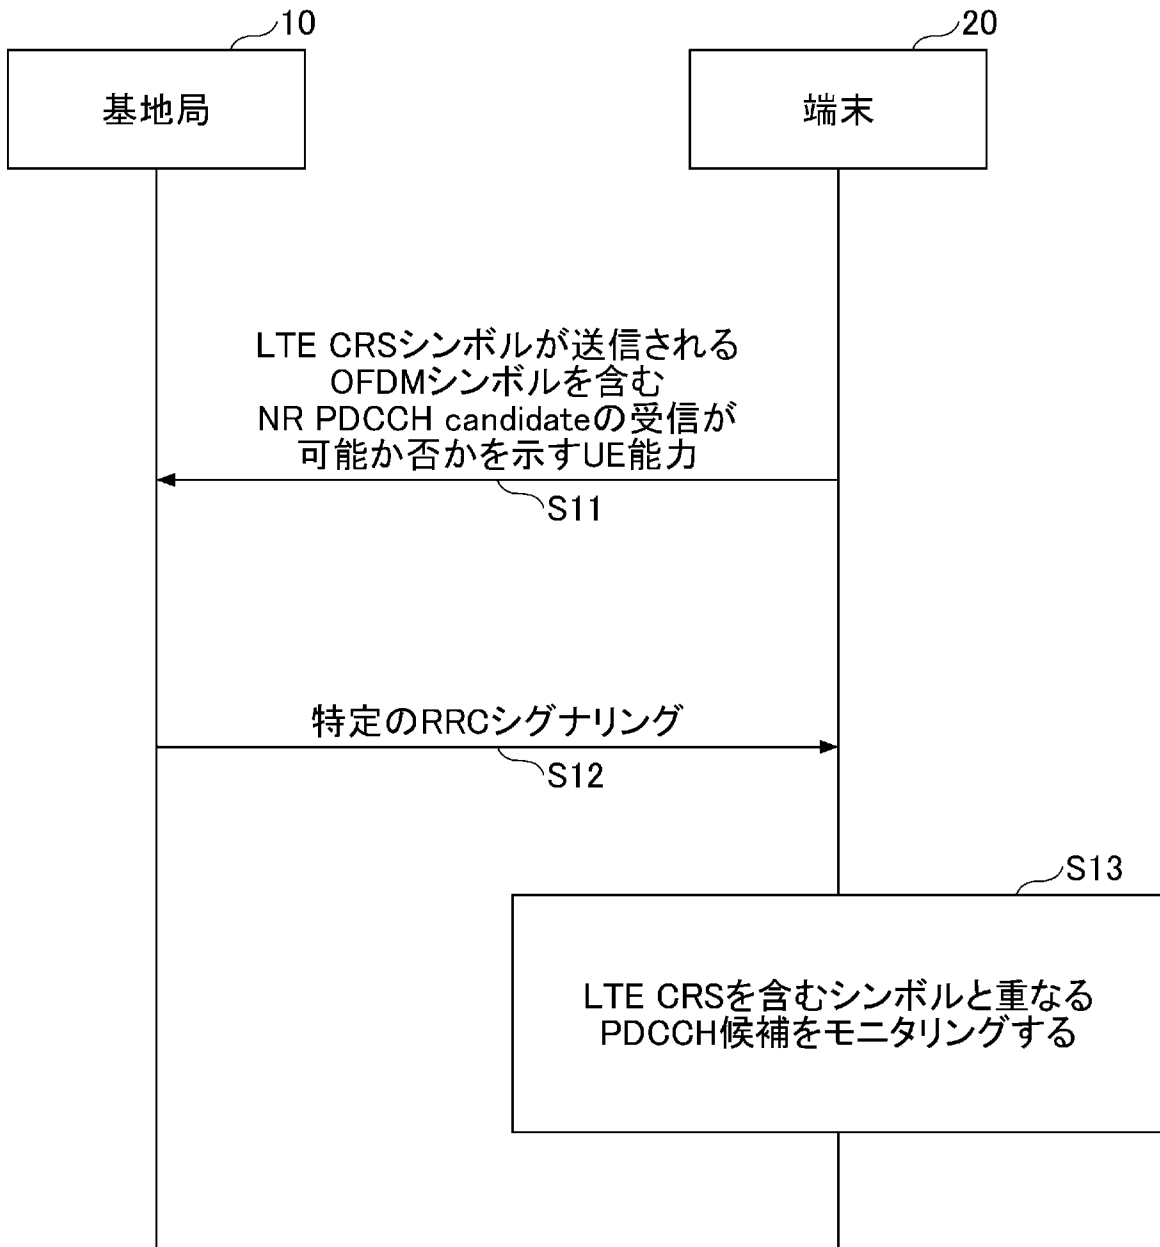 10
20
基地局
端末
LTE CRSシンボルが送信される
OFDMシンボルを含む
NR PDCCH candidateの受信が
可能か否かを示すUE能力
S11
特定のRRCシグナリング
S12
S13
LTE CRSを含むシンボルと重なる
PDCCH候補をモニタリングする